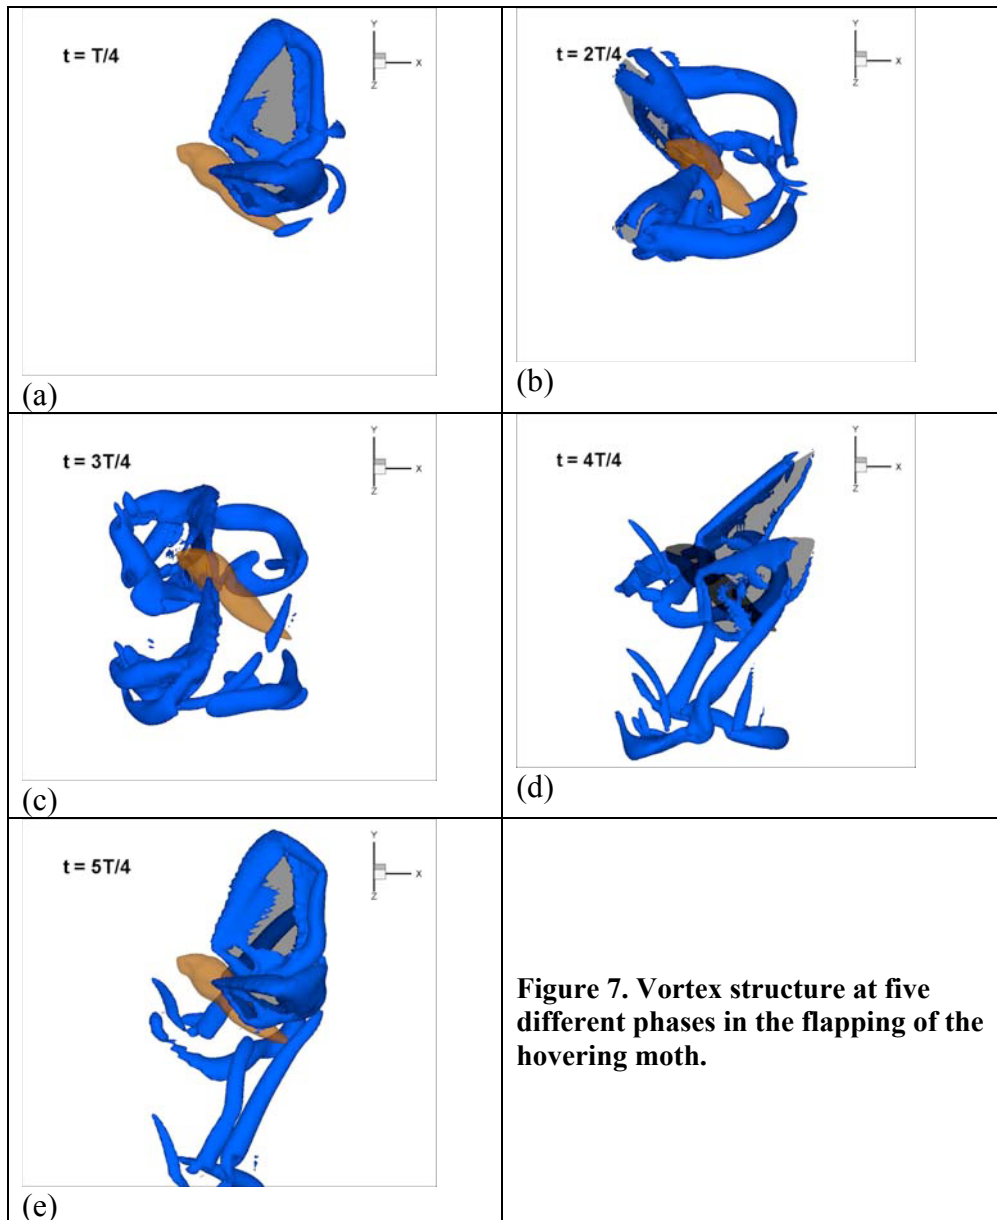 t = T/4
Y
X
Z
(a)
t = 2T/4
Y
X
Z
(b)
t = 3T/4
Y
X
Z
(c)
t = 4T/4
Y
X
Z
(d)
t = 5T/4
Y
X
Z
(e)
Figure 7. Vortex structure at five
different phases in the flapping of the
hovering moth.